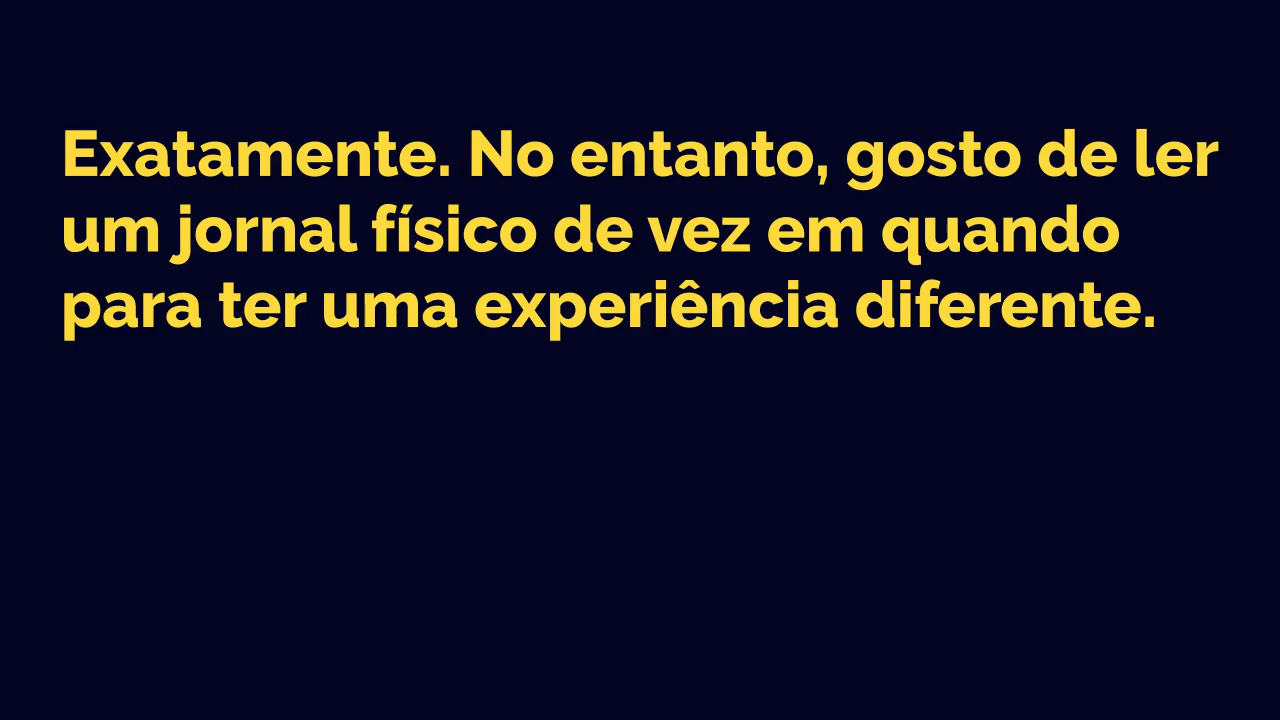 Exatamente. No entanto, gosto de ler
um jornal físico de vez em quando
para ter uma experiência diferente.